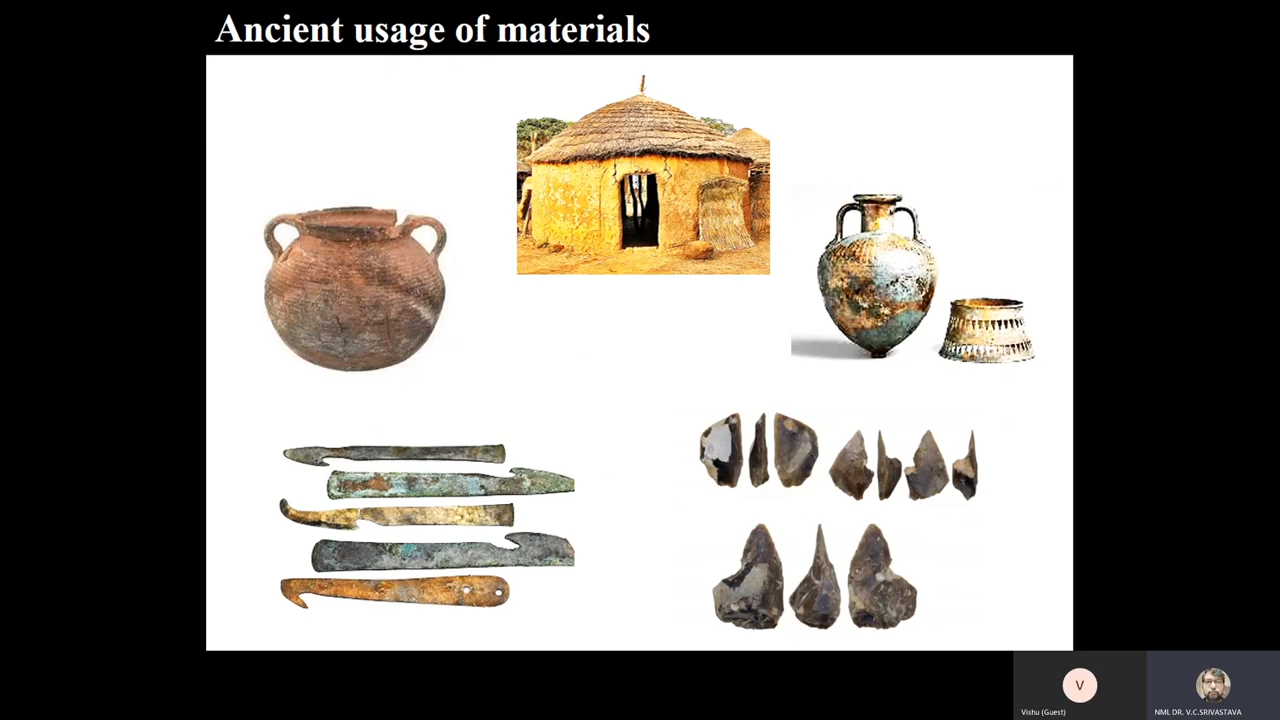 Ancient usage of materials
V
Vishu (Guest)
NML DR. V.C.SRIVASTAVA